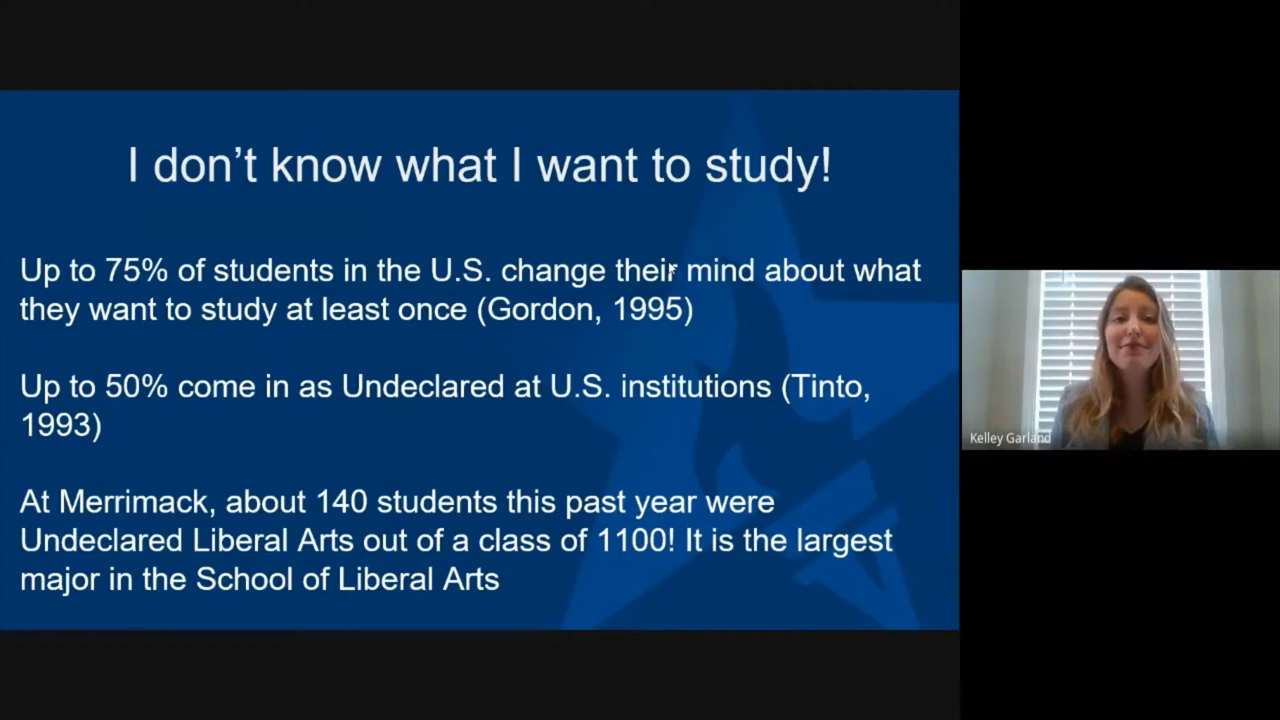 I don’t know what I want to study!
Up to 75% of students in the U.S. change their mind about what
they want to study at least once (Gordon, 1995)
Up to 50% come in as Undeclared at U.S. institutions (Tinto,
1993)
At Merrimack, about 140 students this past year were
Undeclared Liberal Arts out of a class of 1100! It is the largest
major in the School of Liberal Arts
Kelley Garland